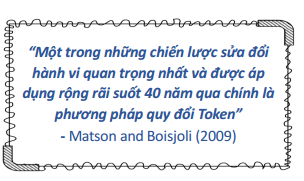 “Một trong những chiến lược sửa đổi
hành vi quan trọng nhất và được áp
dụng rộng rãi suốt 40 năm qua chính là
phương pháp quy đổi Token”
- Matson and Boisjoli (2009)